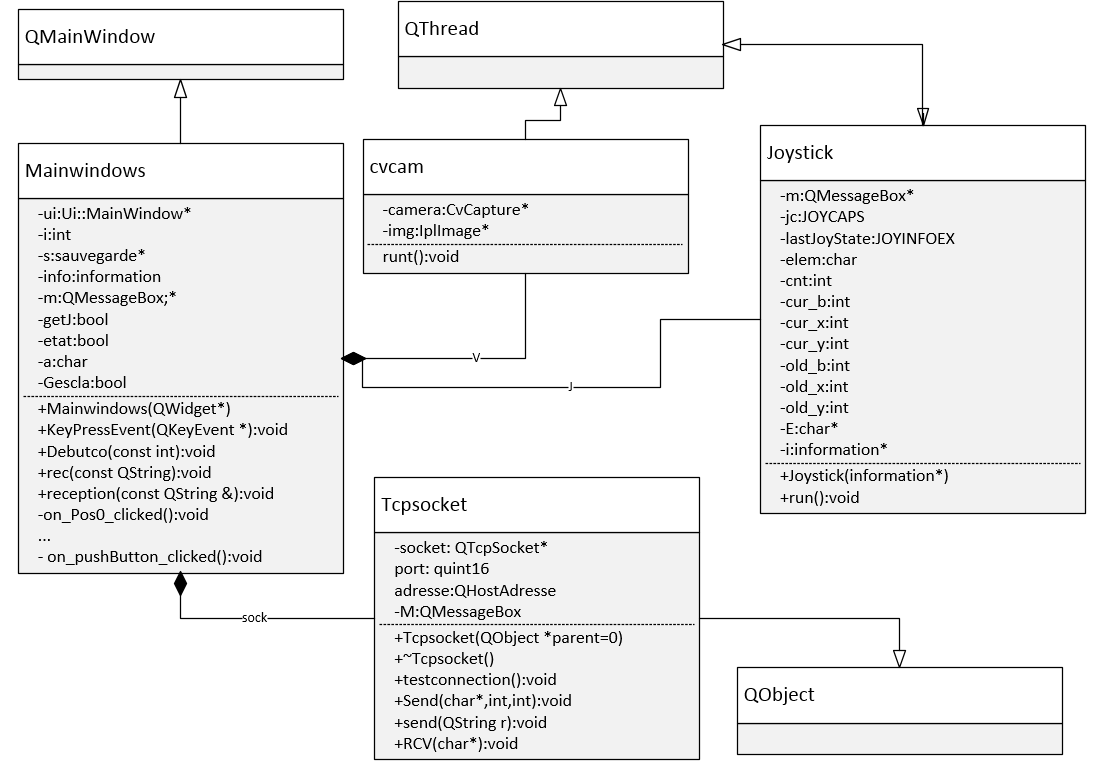 QMainWindow
QThread
Mainwindows
-ui:Ui::MainWindow*
-i:int
-s:sauvegarde*
-info:information
-m:QMessageBox;*
-getJ:bool
-etat:bool
-a:char
-Gescla:bool
+Mainwindows(QWidget*)
+KeyPressEvent(QKeyEvent *):void
+Debutco(const int):void
+rec(const QString):void
+reception(const QString &):void
-on_Pos0_clicked():void
...
- on_pushButton_clicked():void
cvcam
-camera:CvCapture*
-img:IplImage*
runt():void
Joystick
-m:QMessageBox*
-jc:JOYCAPS
-lastJoyState:JOYINFOEX
-elem:char
-cnt:int
-cur_b:int
-cur_x:int
-cur_y:int
-old_b:int
-old_x:int
-old_y:int
-E:char*
-i:information*
+Joystick(information*)
+run():void
V
J
sock
Tcpsocket
-socket: QTcpSocket*
port: quint16
adresse:QHostAdresse
-M:QMessageBox
+Tcpsocket(QObject *parent=0)
+~Tcpsocket()
+testconnection():void
+Send(char*,int,int):void
+send(QString r):void
+RCV(char*):void
QObject